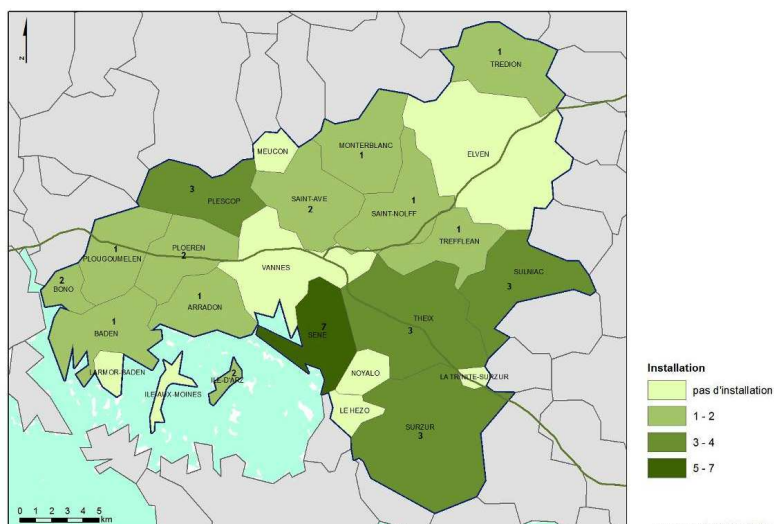 N
1
TREDION
MEUCON
MONTERBLANC
1
ELVEN
3
PLESCOP
SAINT-AVE
2
1
SAINT-NOLFF
1
TREFFLEAN
1
PLOUGOUMELEN
PLOEREN
2
VANNES
SULNIAC
3
2
BONO
1
ARRADON
1
BADEN
7
SENE
THEIX
3
LARMOR-BADEN
ILE-AUX-MOINES
2
ILE-D'ARZ
NOYALO
LA TRINITE-SURZUR
LE HEZO
SURZUR
3
Installation
pas d'installation
1 - 2
3 - 4
5 - 7
0 1 2 3 4 5
km